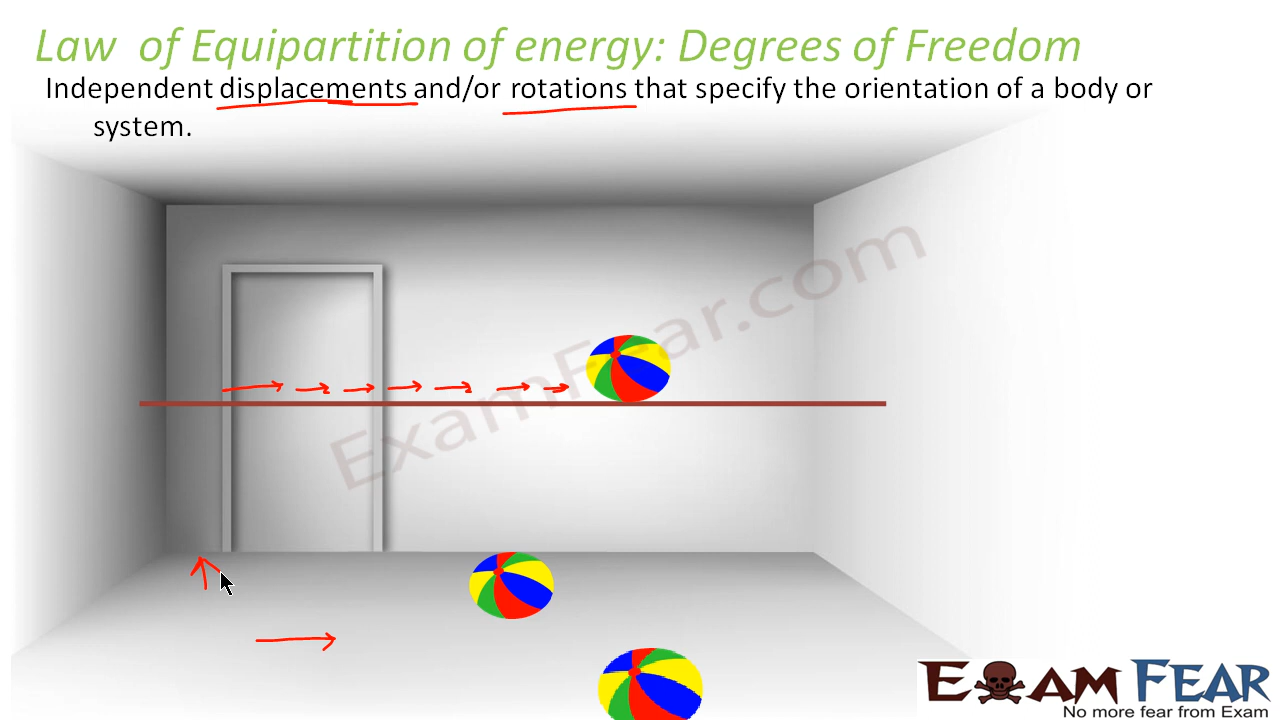 Law of Equipartition of energy: Degrees of Freedom
Independent displacements and/or rotations that specify the orientation of a body or
system.
ExamFear.com
EXAM FEAR
No more fear from Exam